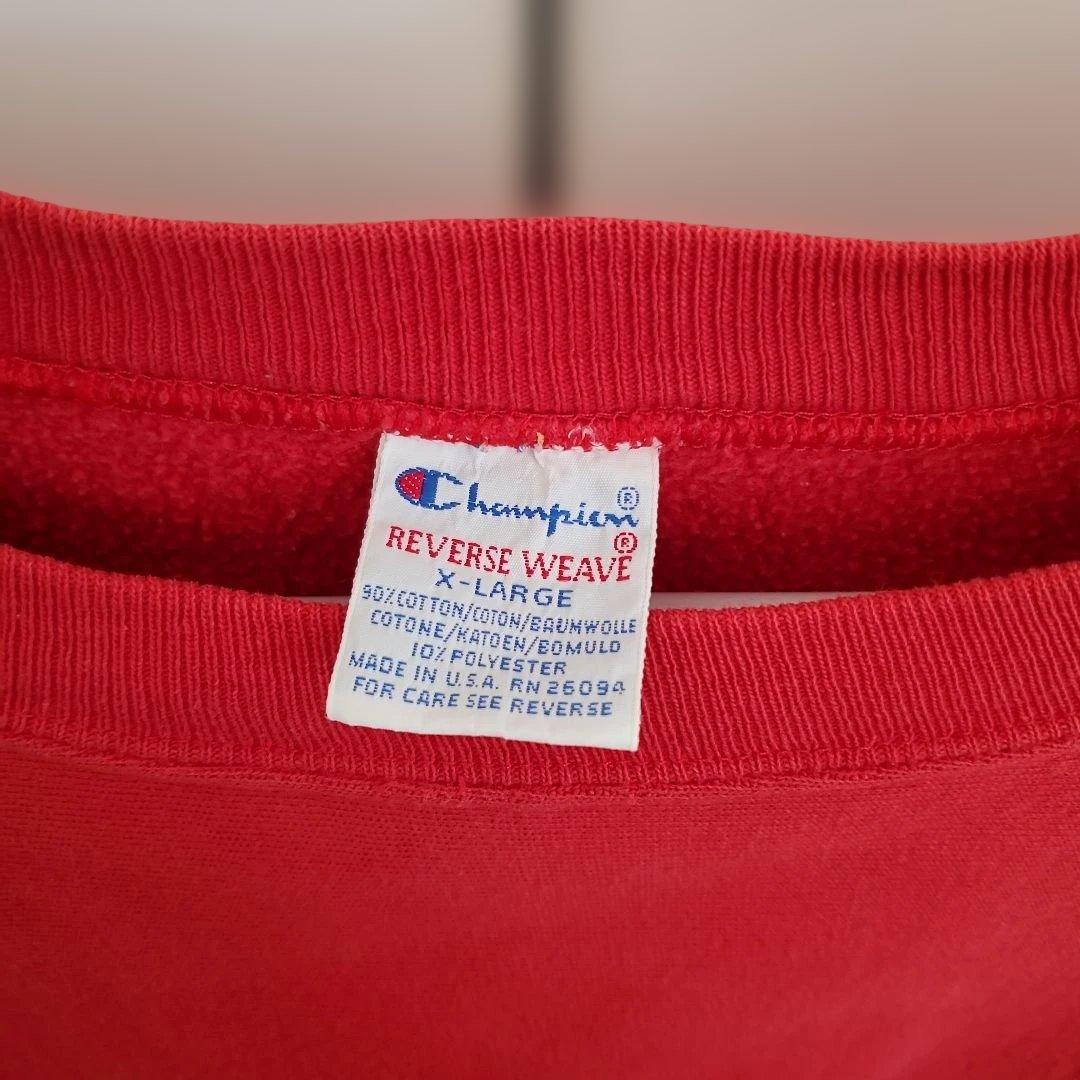 Champion®
REVERSE WEAVE®
X-LARGE
90% COTTON/COTON/BAUMWOLLE
COTONE/KATOEN/BOMULD
10% POLYESTER
MADE IN U.S.A. RN 26094
FOR CARE SEE REVERSE